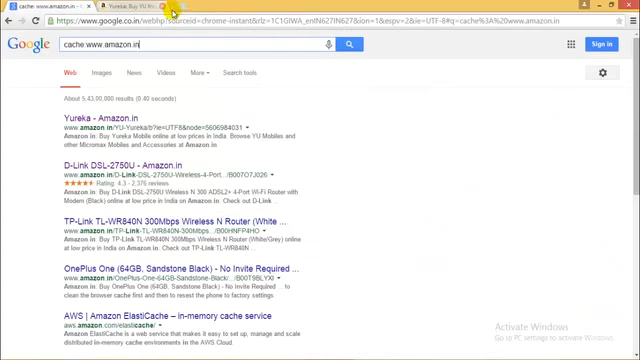 cache: www.amazon.in -
Yureka: Buy YU
https://www.google.co.in/webhp?sourceid=chrome-instant&rlz=1C1GIWA_enIN627IN627&ion=1&espv=2&ie=UTF-8#q=cache%3A%20www.amazon.in
Google
cache:www.amazon.in
Sign in
Web Images News Videos More Search tools
About 5,43,00,000 results (0.40 seconds)
Yureka - Amazon.in
www.amazon.in/YU-Yureka/b?ie=UTF8&node=5606984031
Amazon.in: Buy Yureka Mobile online at low prices in India. Browse YU Mobiles and
other Micromax Mobiles and Accessories at Amazon.in
D-Link DSL-2750U - Amazon.in
www.amazon.in/D-Link-DSL-2750U-Wireless-4-Port.../B007O7J026
Rating: 4.3 - 2,376 reviews
Amazon.in: Buy D-Link DSL-2750U Wireless N 300 ADSL2+ 4-Port Wi-Fi Router with
Modem (Black) online at low prices in India on Amazon.in
TP-Link TL-WR840N 300Mbps Wireless N Router (White ...
www.amazon.in/TP-Link-TL-WR840N-300Mbps-Wireless.../B00HNFP4HO
Amazon.in: Buy TP-Link TL-WR840N 300Mbps Wireless N Router (White/Grey) online
at low price in India on Amazon.in. Check out TP-Link TL-WR840N ...
OnePlus One (64GB, Sandstone Black) - No Invite Required ...
www.amazon.in/OnePlus-One-64GB-Sandstone-Black/.../B00OSB7LYXI
Amazon.in: Buy OnePlus One (64GB, Sandstone Black) - No Invite Required ... to
clean the browser cache first and then to reset the phone to factory settings
AWS | Amazon ElastiCache – in-memory cache service
aws.amazon.com/elasticache/
Amazon ElastiCache is a web service that makes it easy to set up, manage and scale
distributed in-memory cache environments in the AWS Cloud.
Activate Windows
Go to PC settings to activate Windows.